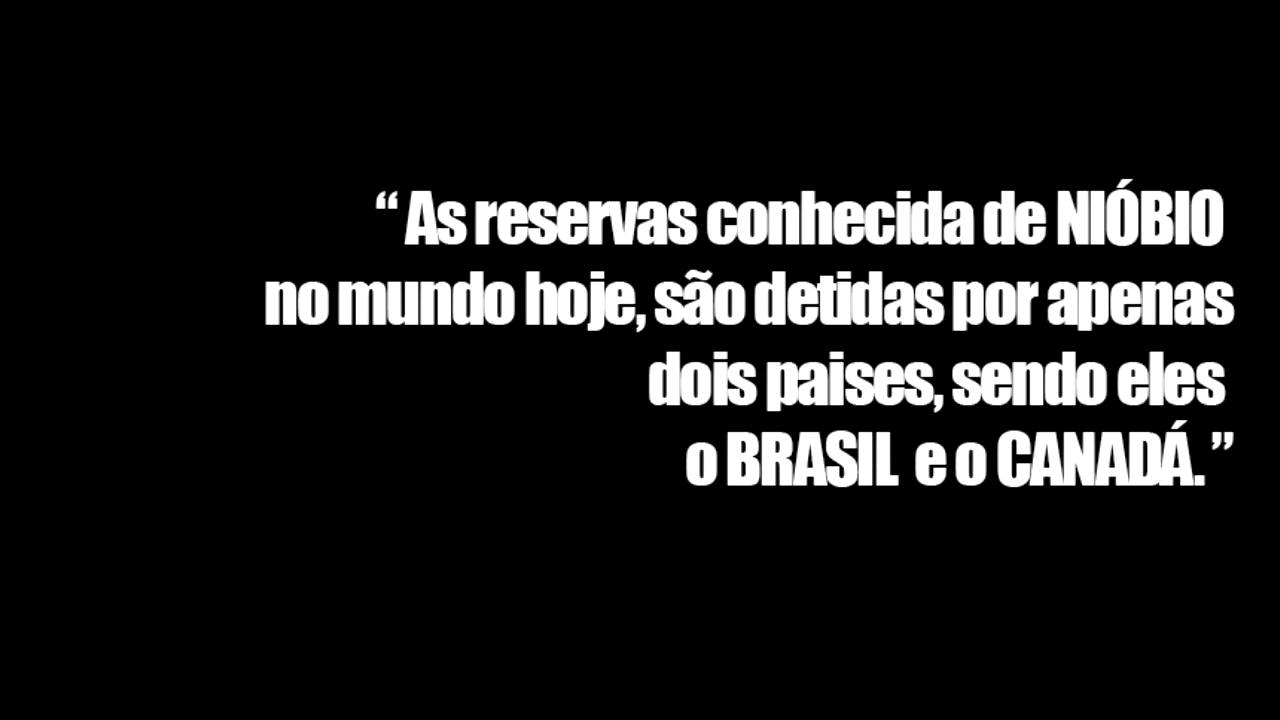 “ As reservas conhecida de NIÓBIO
no mundo hoje, são detidas por apenas
dois paises, sendo eles
o BRASIL e o CANADÁ. ”